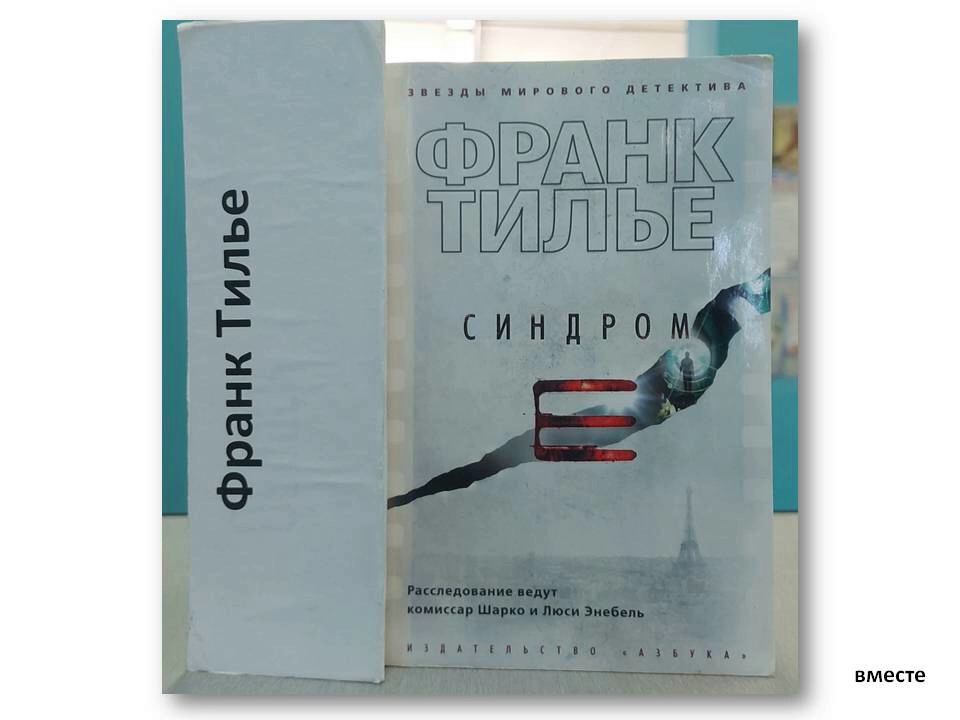 Франк Тилье
ЗВЕЗДЫ МИРОВОГО ДЕТЕКТИВА
ФРАНК
ТИЛЬЕ
СИНДРОМ
E
Расследование ведут
комиссар Шарко и Люси Энебель
ИЗДАТЕЛЬСТВО «АЗБУКА»
вместе